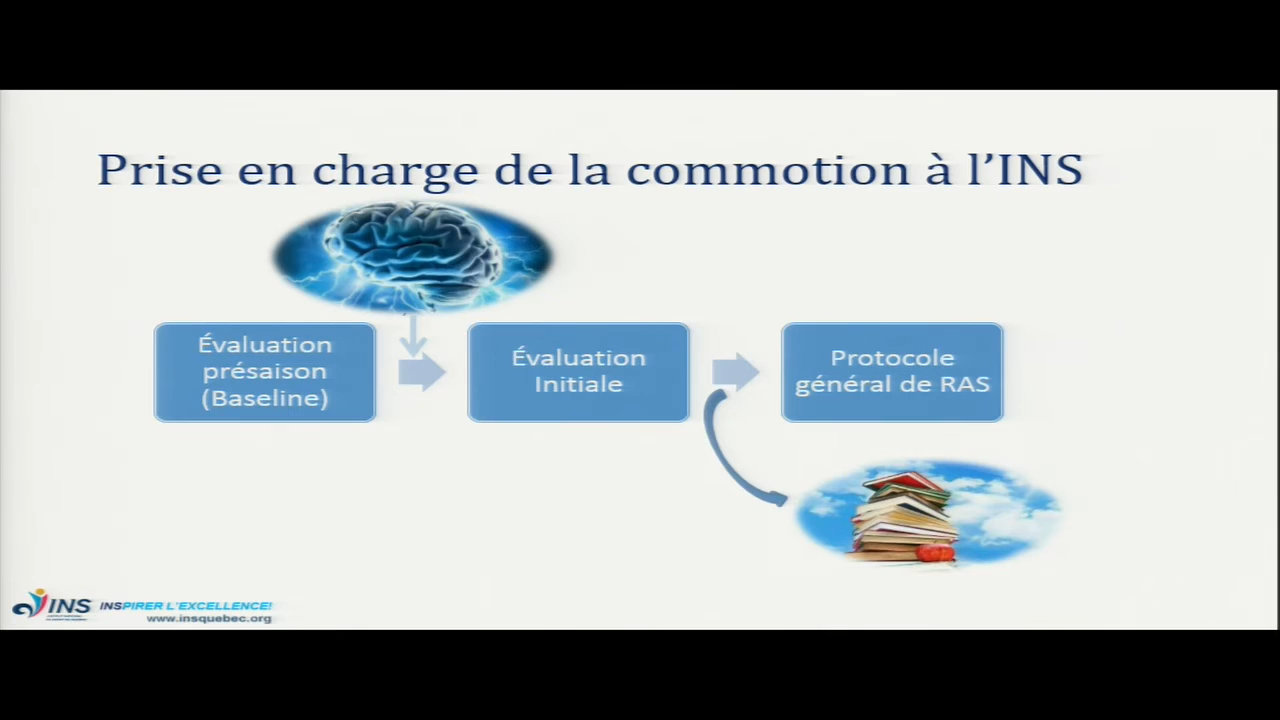 Prise en charge de la commotion à l'INS
Évaluation
présaison
(Baseline)
Évaluation
Initiale
Protocole
général de RAS
INS
INSPIRER L'EXCELLENCE!
www.insquebec.org